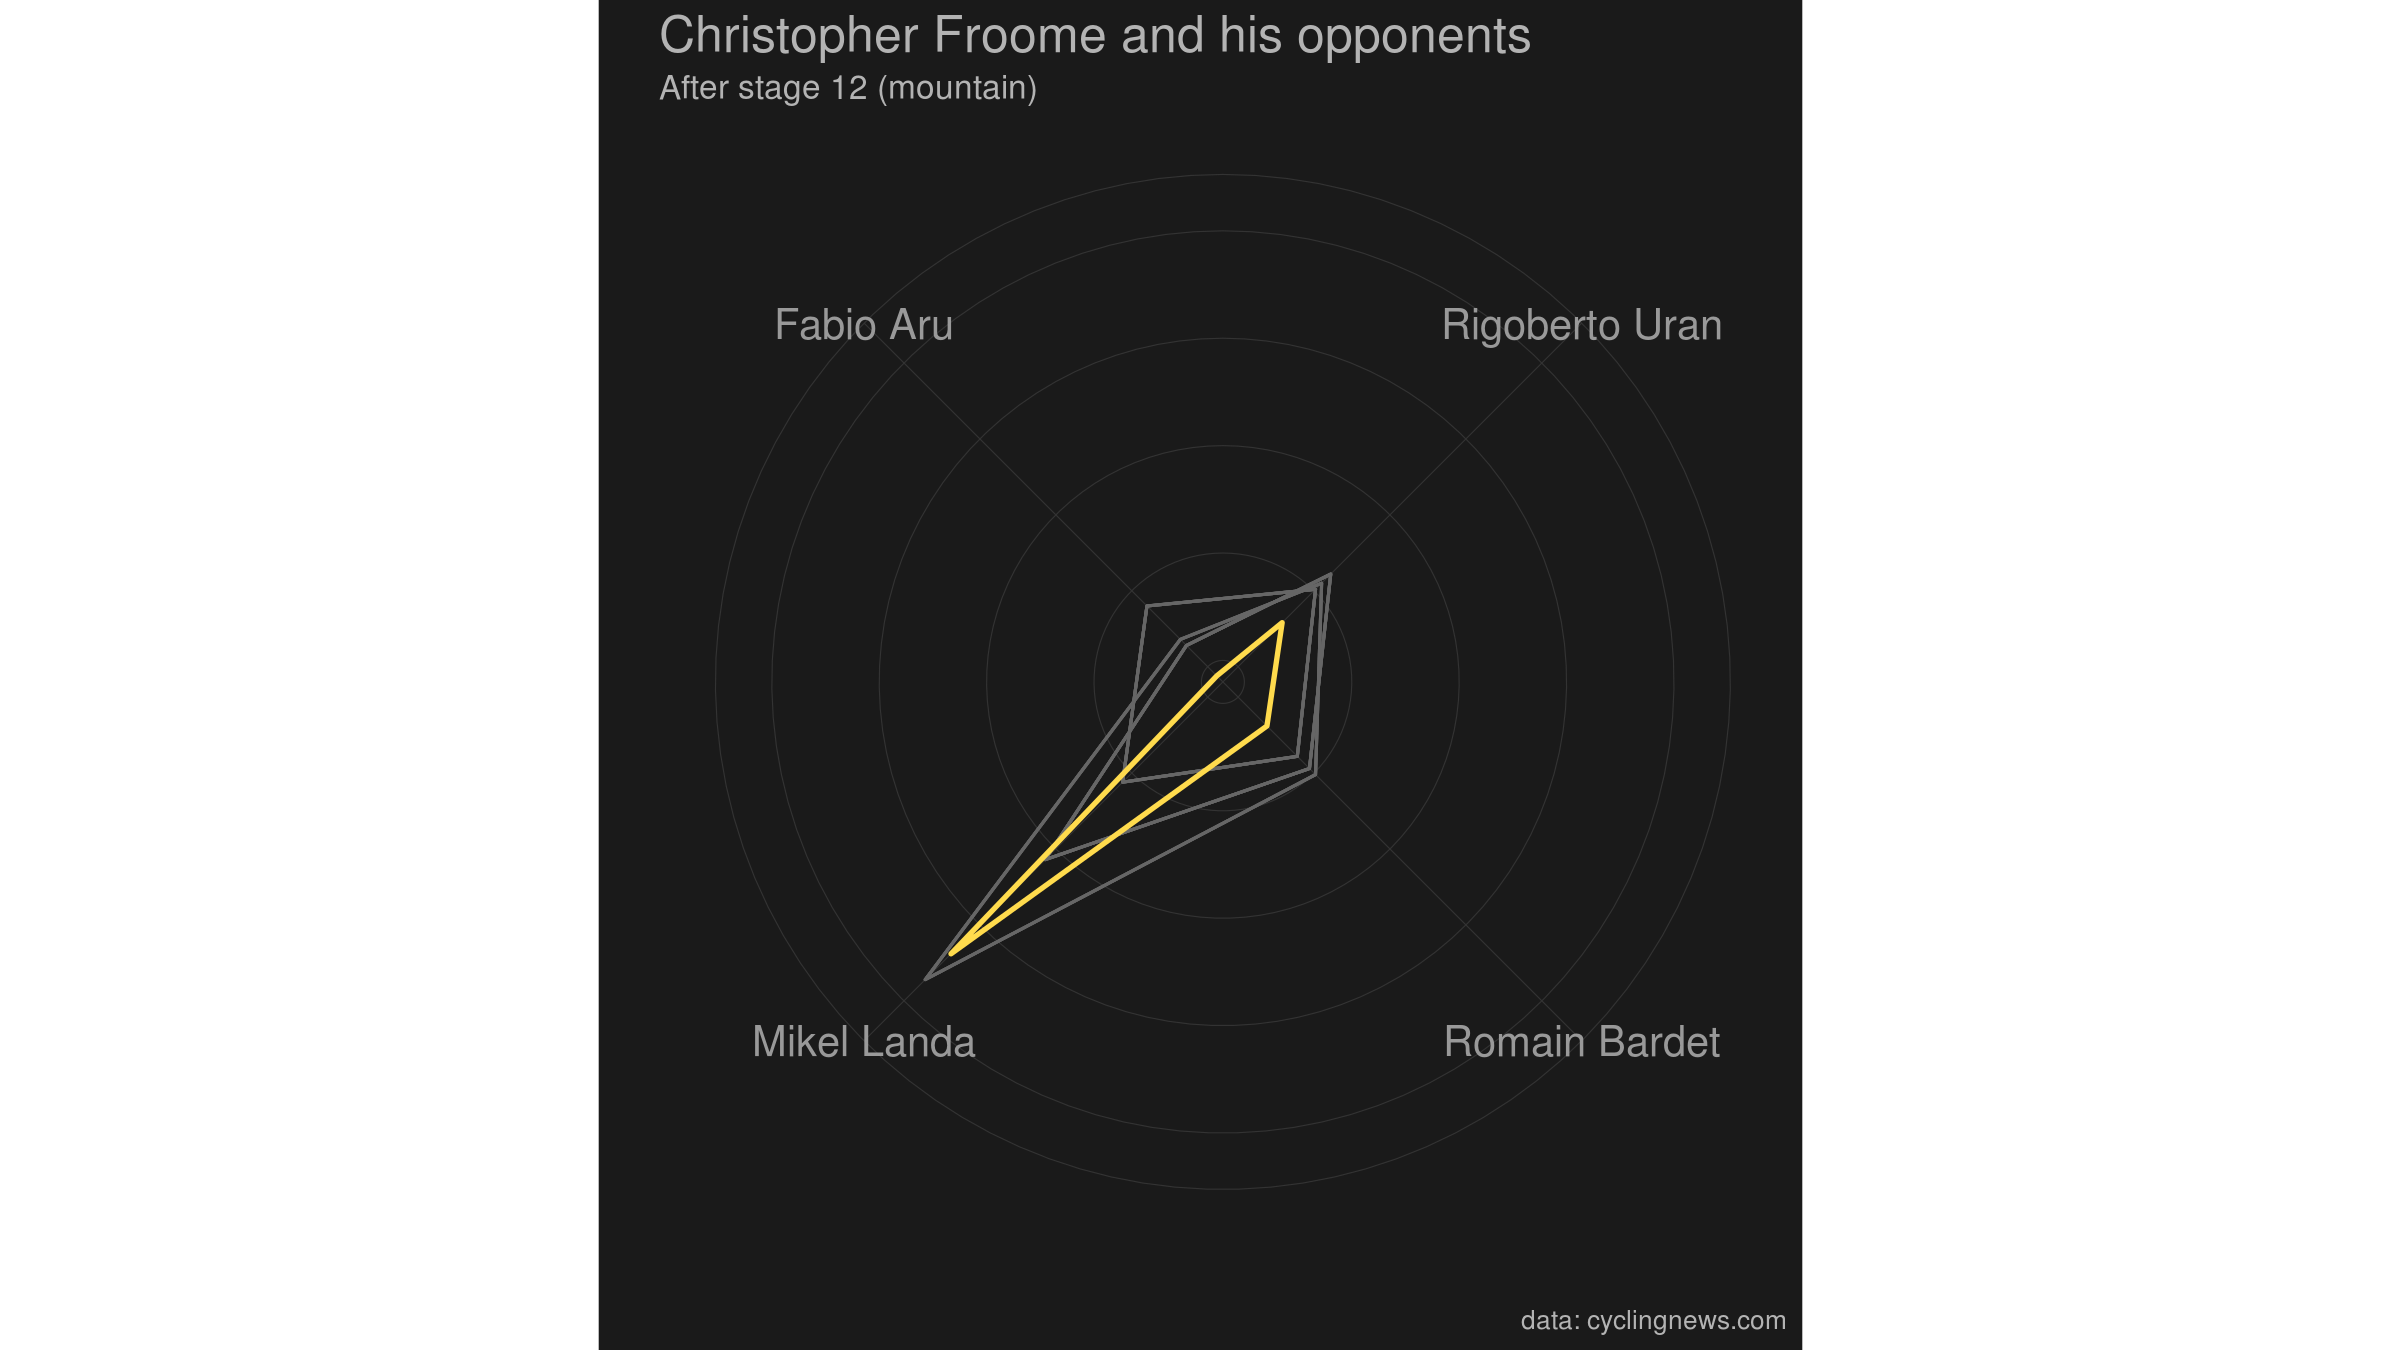 Christopher Froome and his opponents
After stage 12 (mountain)
Fabio Aru
Rigoberto Uran
Mikel Landa
Romain Bardet
data: cyclingnews.com